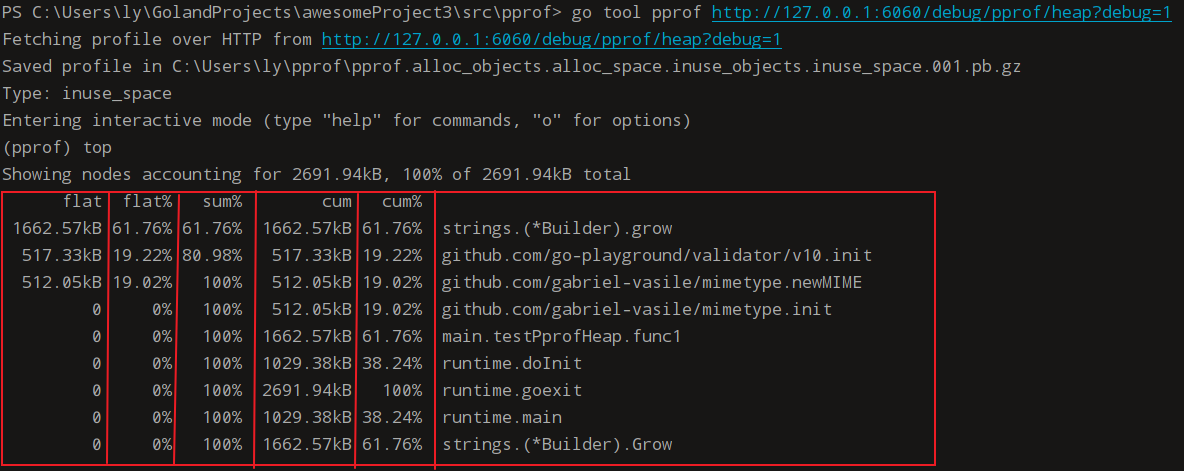 PS C:\Users\ly\GolandProjects\awesomeProject3\src\pprof> go tool pprof http://127.0.0.1:6060/debug/pprof/heap?debug=1
Fetching profile over HTTP from http://127.0.0.1:6060/debug/pprof/heap?debug=1
Saved profile in C:\Users\ly\pprof\pprof.alloc_objects.alloc_space.inuse_objects.inuse_space.001.pb.gz
Type: inuse_space
Entering interactive mode (type "help" for commands, "o" for options)
(pprof) top
Showing nodes accounting for 2691.94kB, 100% of 2691.94kB total
flat flat% sum% cum cum%
1662.57kB 61.76% 61.76% 1662.57kB 61.76% strings.(*Builder).grow
517.33kB 19.22% 80.98% 517.33kB 19.22% github.com/go-playground/validator/v10.init
512.05kB 19.02% 100% 512.05kB 19.02% github.com/gabriel-vasile/mimetype.newMIME
0 0% 100% 512.05kB 19.02% github.com/gabriel-vasile/mimetype.init
0 0% 100% 1662.57kB 61.76% main.testPprofHeap.func1
0 0% 100% 1029.38kB 38.24% runtime.doInit
0 0% 100% 2691.94kB 100% runtime.goexit
0 0% 100% 1029.38kB 38.24% runtime.main
0 0% 100% 1662.57kB 61.76% strings.(*Builder).Grow